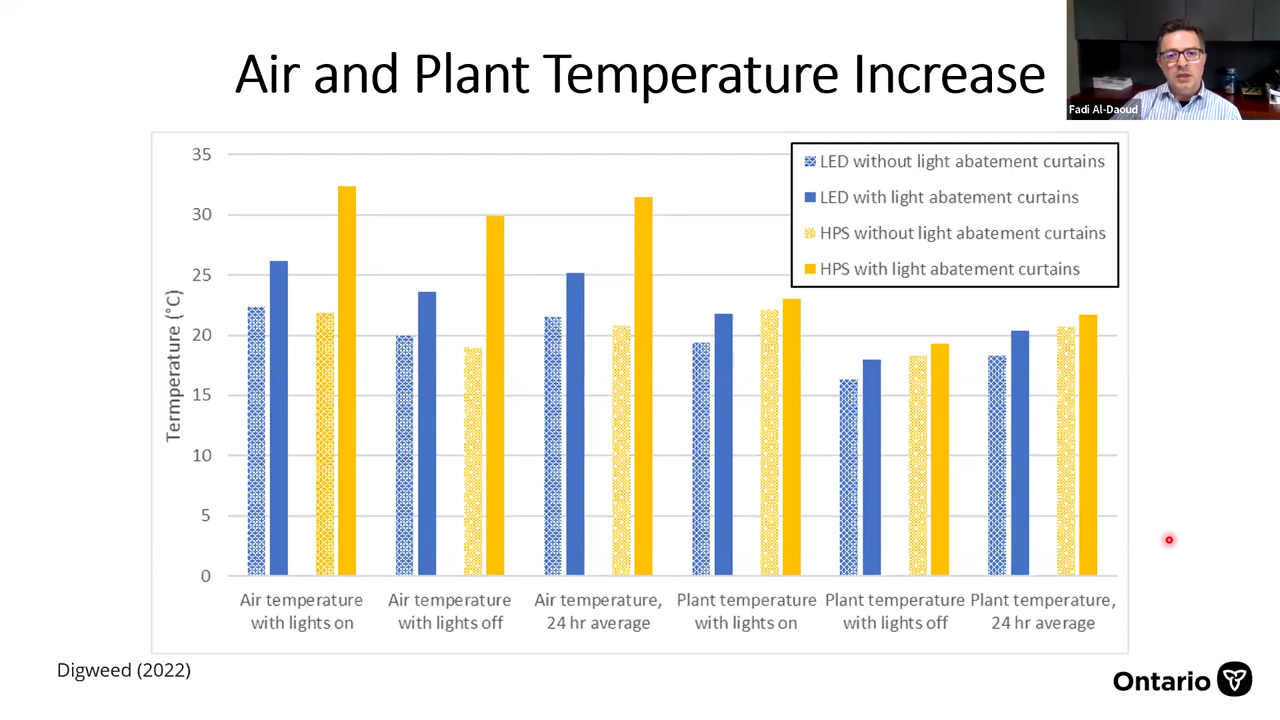 Air and Plant Temperature Increase
Fadi Al-Daoud
LED without light abatement curtains
LED with light abatement curtains
HPS without light abatement curtains
HPS with light abatement curtains
Termperature (°C)
35
30
25
20
15
10
5
0
Air temperature with lights on
Air temperature with lights off
Air temperature, 24 hr average
Plant temperature with lights on
Plant temperature with lights off
Plant temperature, 24 hr average
Digweed (2022)
Ontario